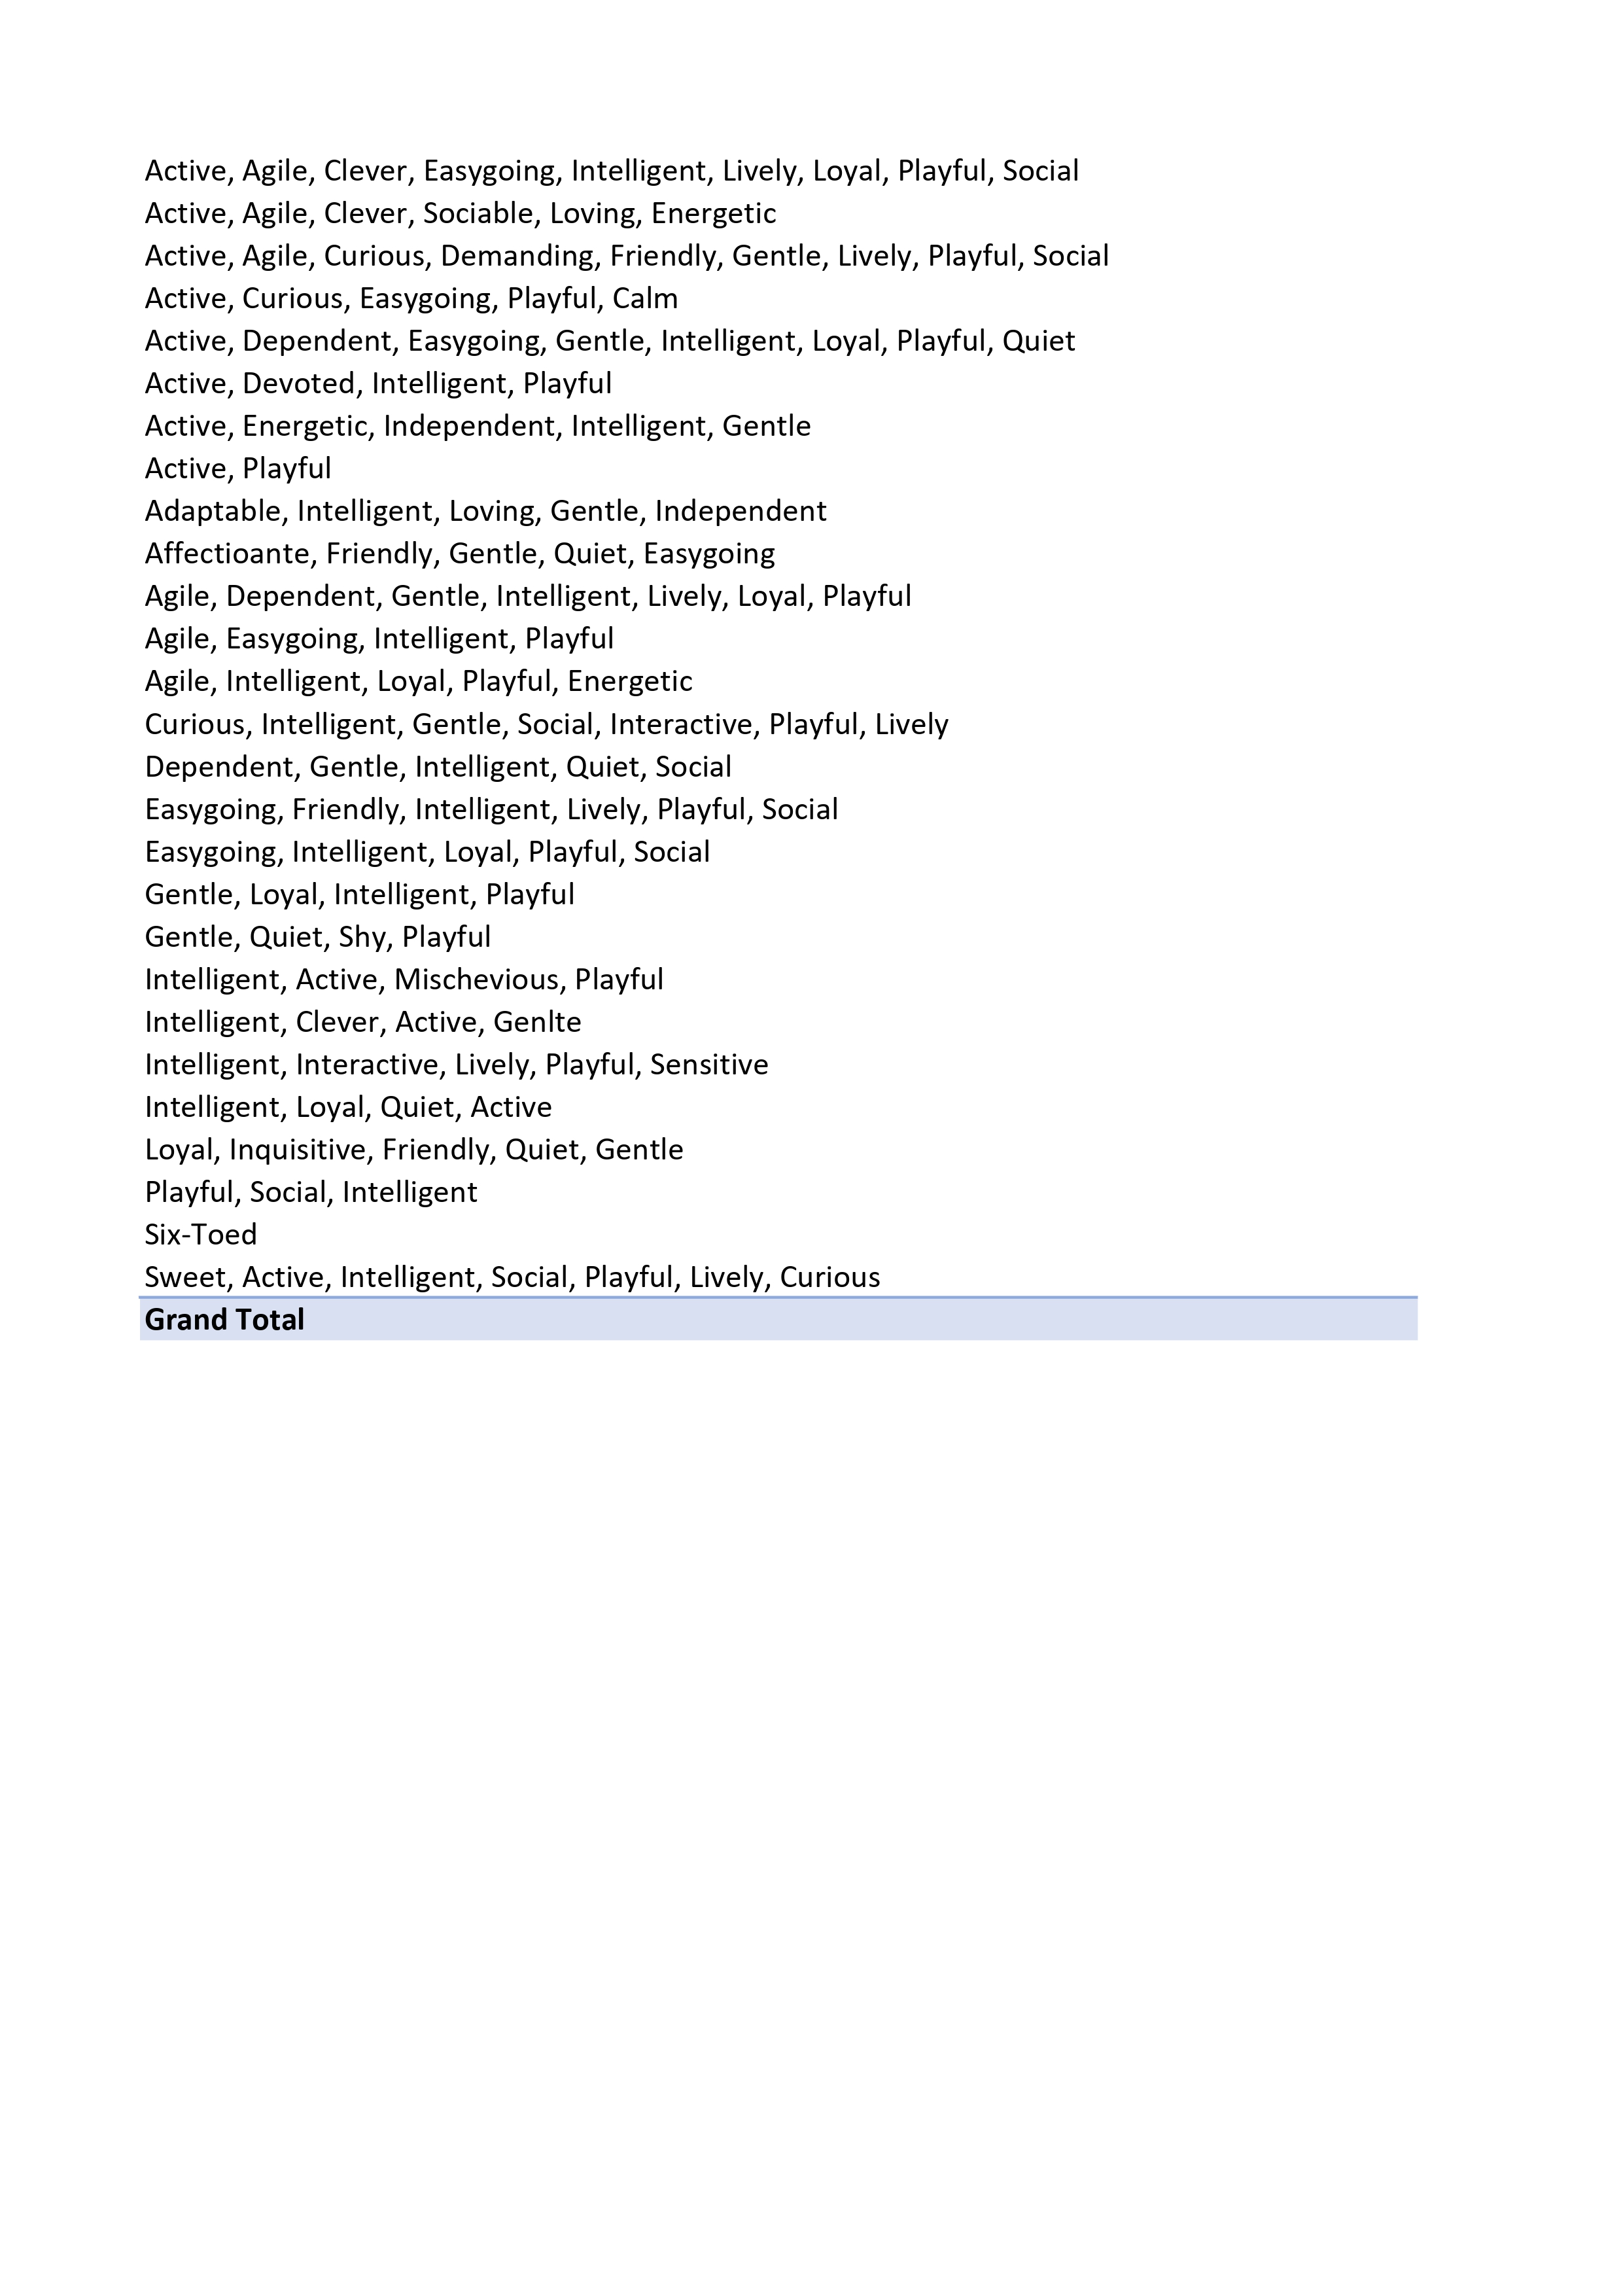 Active, Agile, Clever, Easygoing, Intelligent, Lively, Loyal, Playful, Social
Active, Agile, Clever, Sociable, Loving, Energetic
Active, Agile, Curious, Demanding, Friendly, Gentle, Lively, Playful, Social
Active, Curious, Easygoing, Playful, Calm
Active, Dependent, Easygoing, Gentle, Intelligent, Loyal, Playful, Quiet
Active, Devoted, Intelligent, Playful
Active, Energetic, Independent, Intelligent, Gentle
Active, Playful
Adaptable, Intelligent, Loving, Gentle, Independent
Affectioante, Friendly, Gentle, Quiet, Easygoing
Agile, Dependent, Gentle, Intelligent, Lively, Loyal, Playful
Agile, Easygoing, Intelligent, Playful
Agile, Intelligent, Loyal, Playful, Energetic
Curious, Intelligent, Gentle, Social, Interactive, Playful, Lively
Dependent, Gentle, Intelligent, Quiet, Social
Easygoing, Friendly, Intelligent, Lively, Playful, Social
Easygoing, Intelligent, Loyal, Playful, Social
Gentle, Loyal, Intelligent, Playful
Gentle, Quiet, Shy, Playful
Intelligent, Active, Mischevious, Playful
Intelligent, Clever, Active, Genlte
Intelligent, Interactive, Lively, Playful, Sensitive
Intelligent, Loyal, Quiet, Active
Loyal, Inquisitive, Friendly, Quiet, Gentle
Playful, Social, Intelligent
Six-Toed
Sweet, Active, Intelligent, Social, Playful, Lively, Curious
Grand Total